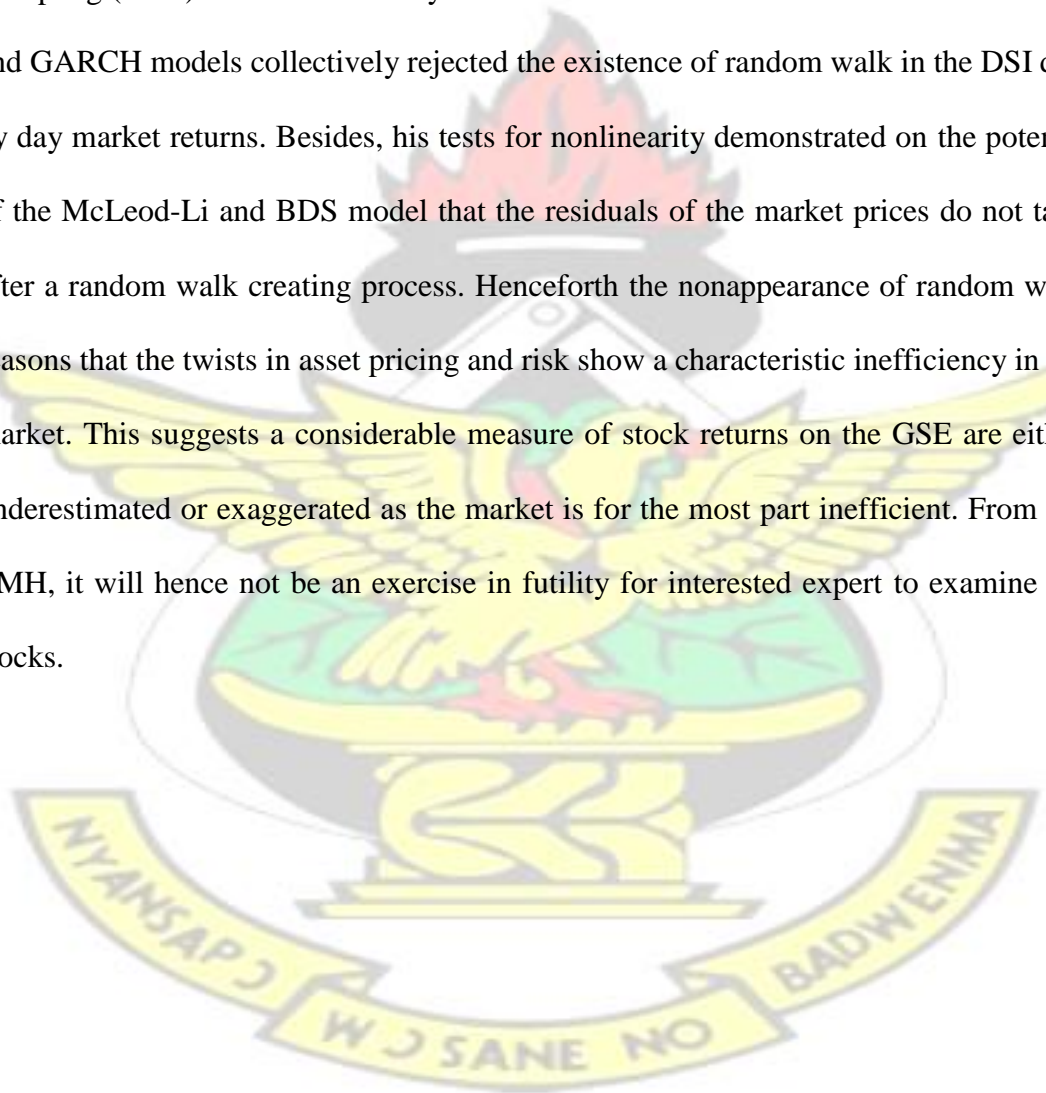 nd GARCH models collectively rejected the existence of random walk in the DSI
y day market returns. Besides, his tests for nonlinearity demonstrated on the poten
f the McLeod-Li and BDS model that the residuals of the market prices do not ta
fter a random walk creating process. Henceforth the nonappearance of random w
easons that the twists in asset pricing and risk show a characteristic inefficiency in
arket. This suggests a considerable measure of stock returns on the GSE are eit
nderestimated or exaggerated as the market is for the most part inefficient. From
MH, it will hence not be an exercise in futility for interested expert to examine
ocks.
NYANSAPƆ
WƆ SANE NO
BADWENMA